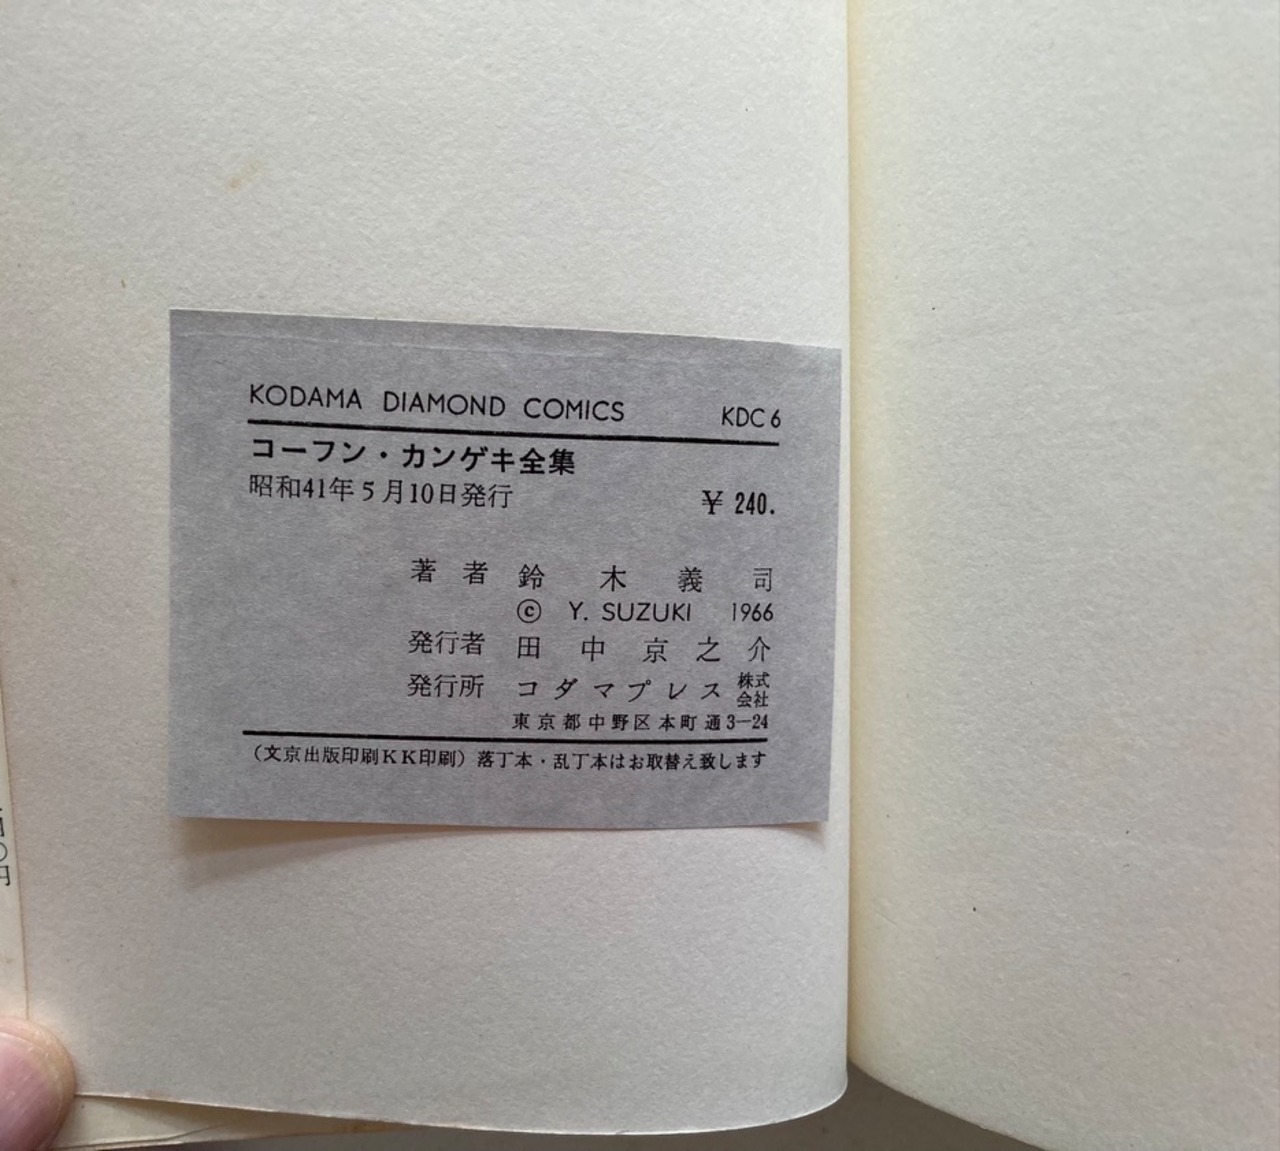 KODAMA DIAMOND COMICS KDC 6
コーフン・カンゲキ全集
昭和41年5月10日発行 ¥ 240.
著者 鈴木義司
© Y. SUZUKI 1966
発行者 田中京之介
発行所 コダマプレス株式会社
東京都中野区本町通3−24
(文京出版印刷KK印刷) 落丁本・乱丁本はお取替え致します